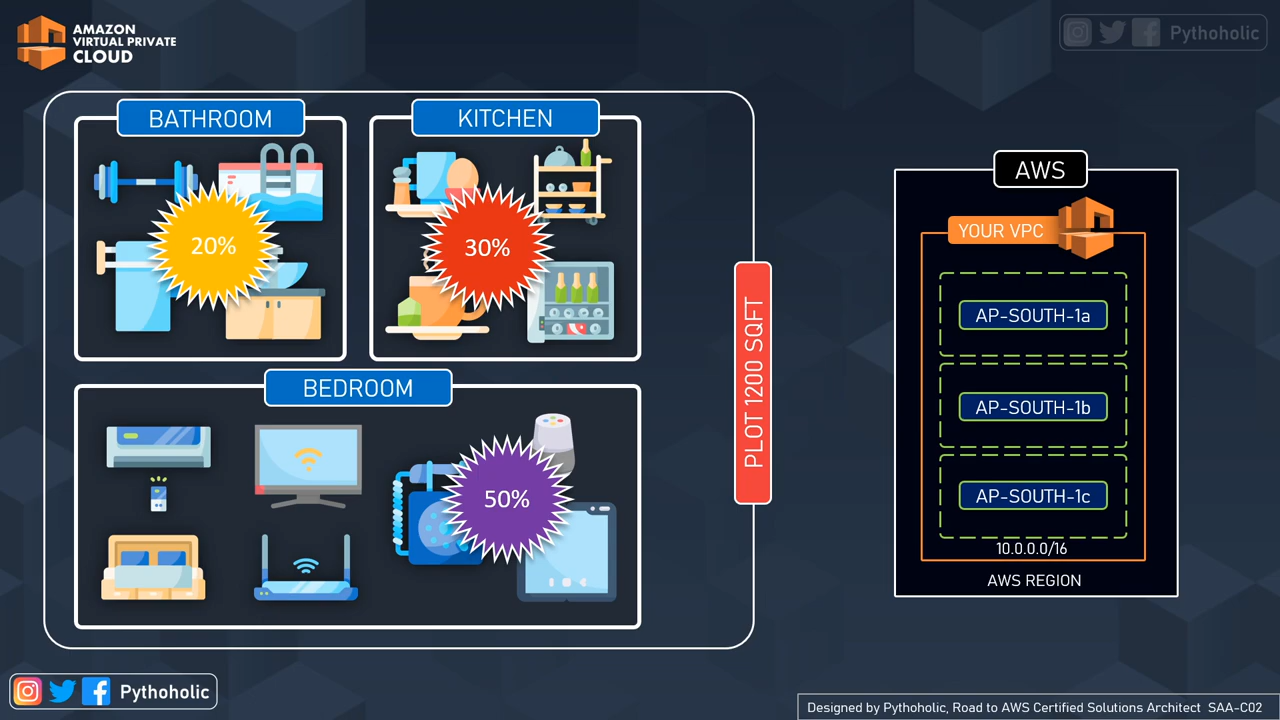 AMAZON
VIRTUAL PRIVATE
CLOUD
Pythoholic
BATHROOM
KITCHEN
20%
30%
BEDROOM
50%
PLOT 1200 SQFT
AWS
YOUR VPC
AP-SOUTH-1a
AP-SOUTH-1b
AP-SOUTH-1c
10.0.0.0/16
AWS REGION
Pythoholic
Designed by Pythoholic, Road to AWS Certified Solutions Architect SAA-C02